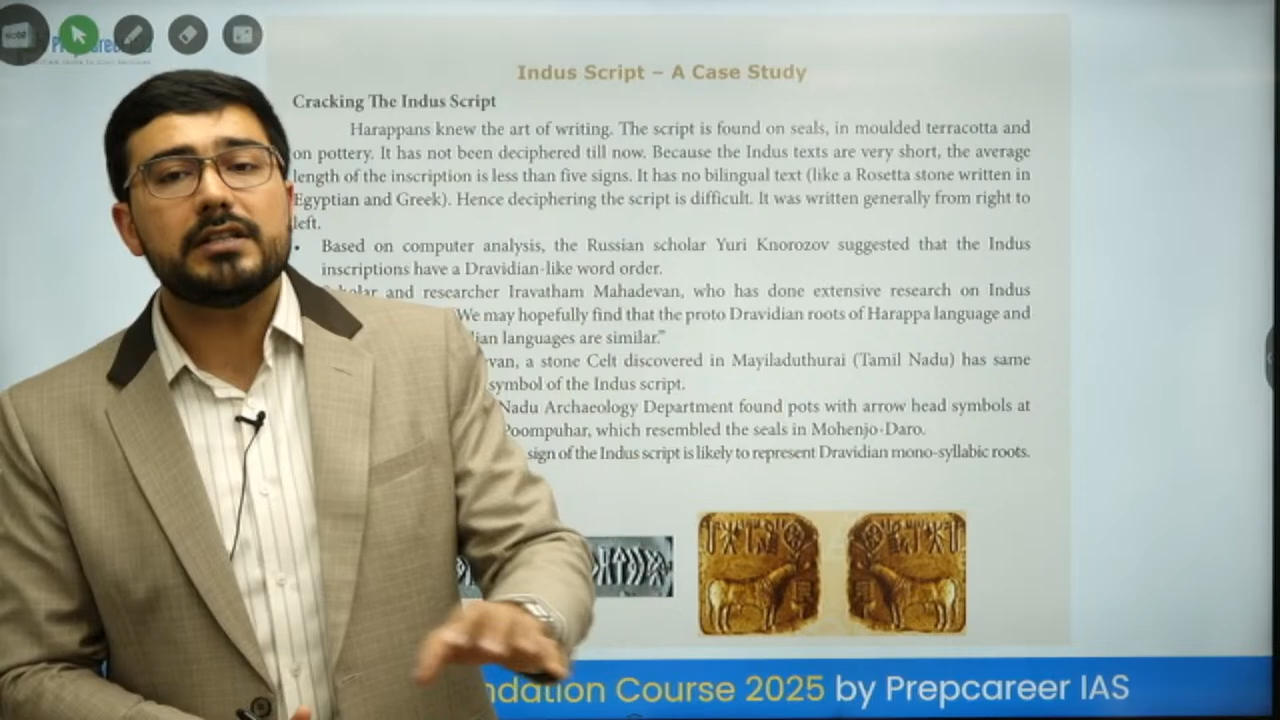 Indus Script – A Case Study
Cracking The Indus Script
Harappans knew the art of writing. The script is found on seals, in moulded terracotta and
on pottery. It has not been deciphered till now. Because the Indus texts are very short, the average
length of the inscription is less than five signs. It has no bilingual text (like a Rosetta stone written in
Egyptian and Greek). Hence deciphering the script is difficult. It was written generally from right to
left.
• Based on computer analysis, the Russian scholar Yuri Knorozov suggested that the Indus
inscriptions have a Dravidian-like word order.
and researcher Iravatham Mahadevan, who has done extensive research on Indus
We may hopefully find that the proto Dravidian roots of Harappa language and
languages are similar.”
a stone Celt discovered in Mayiladuthurai (Tamil Nadu) has same
symbol of the Indus script.
Nadu Archaeology Department found pots with arrow head symbols at
Poompuhar, which resembled the seals in Mohenjo-Daro.
sign of the Indus script is likely to represent Dravidian mono-syllabic roots.
Course 2025 by Prepcareer IAS